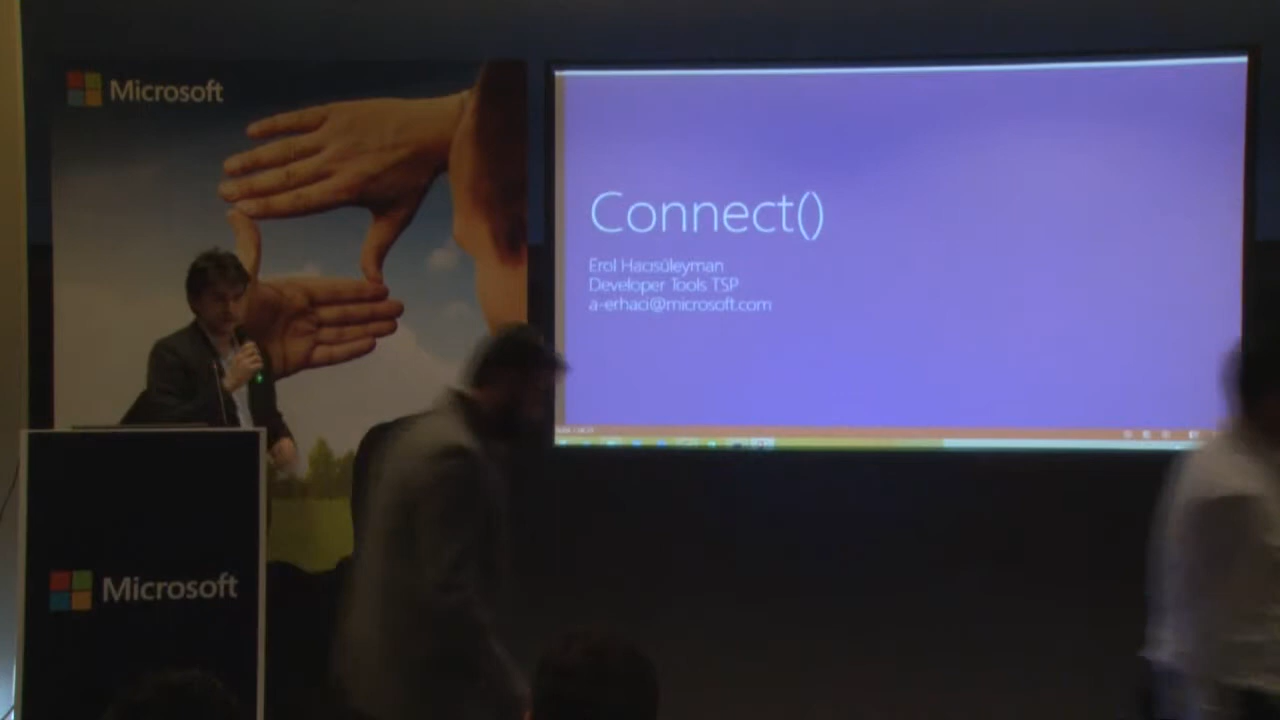 Microsoft
Connect()
Erol Hacısüleyman
Developer Tools TSP
a-erhaci@microsoft.com
Microsoft